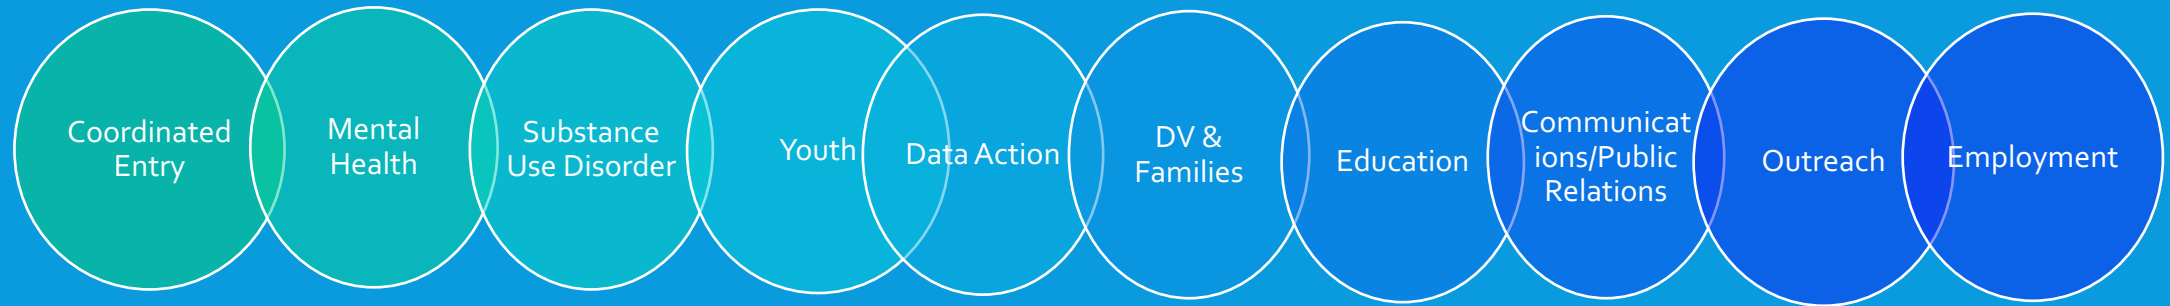 Coordinated
Entry
Mental
Health
Substance
Use Disorder
Youth
Data Action
DV &
Families
Education
Communicat
ions/Public
Relations
Outreach
Employment